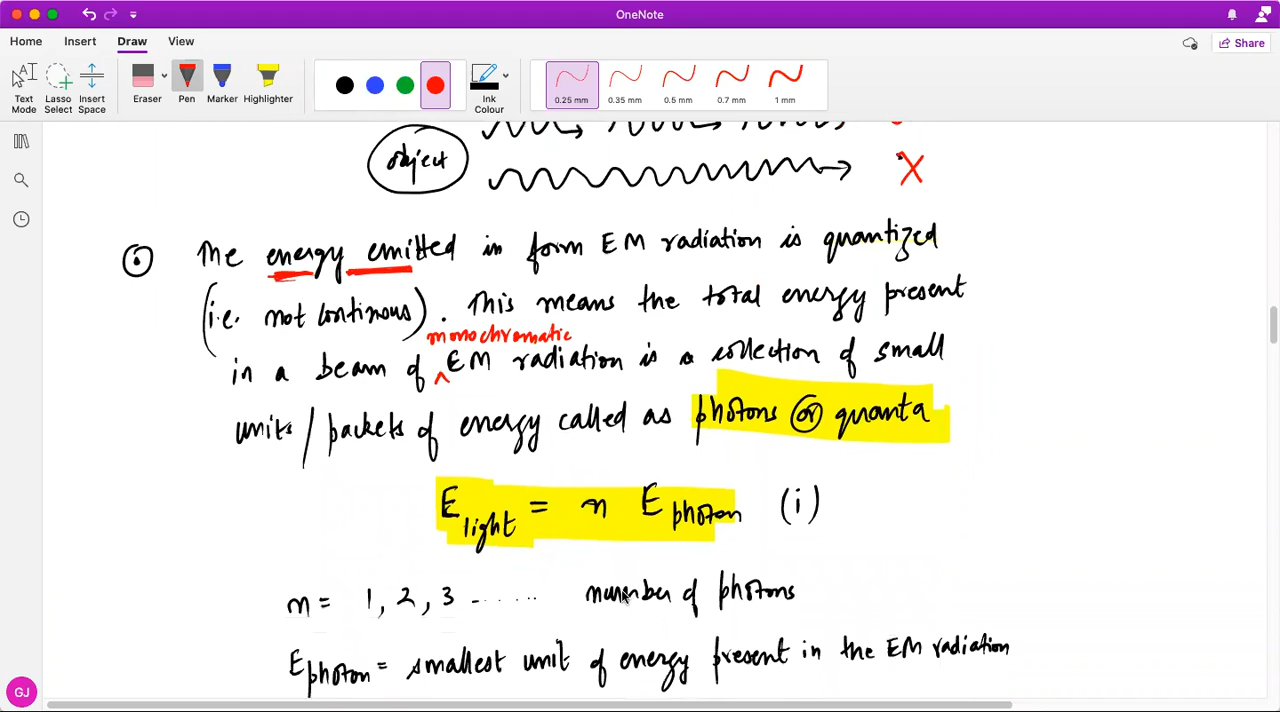 OneNote
Home Insert Draw View
Share
Text Mode
Lasso Select
Insert Space
Eraser
Pen
Marker
Highlighter
Ink Colour
0.25 mm
0.35 mm
0.5 mm
0.7 mm
1 mm
object
X
The energy emitted in form EM radiation is quantized
(i.e. not continous). This means the total energy present
monochromatic
in a beam of ^ EM radiation is a collection of small
units / packets of energy called as photons or quanta
E light = n E photon (i)
n = 1, 2, 3 ...... number of photons
E photon = smallest unit of energy present in the EM radiation
GJ